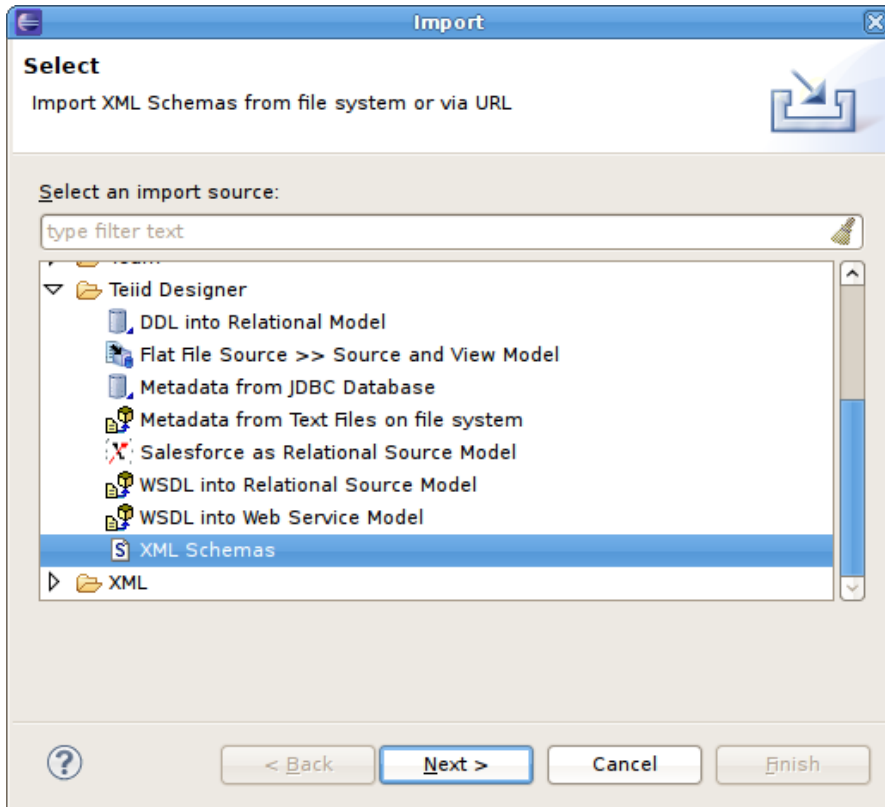 Import
Select
Import XML Schemas from file system or via URL
Select an import source:
type filter text
Teiid Designer
DDL into Relational Model
Flat File Source >> Source and View Model
Metadata from JDBC Database
Metadata from Text Files on file system
Salesforce as Relational Source Model
WSDL into Relational Source Model
WSDL into Web Service Model
XML Schemas
XML
< Back
Next >
Cancel
Finish